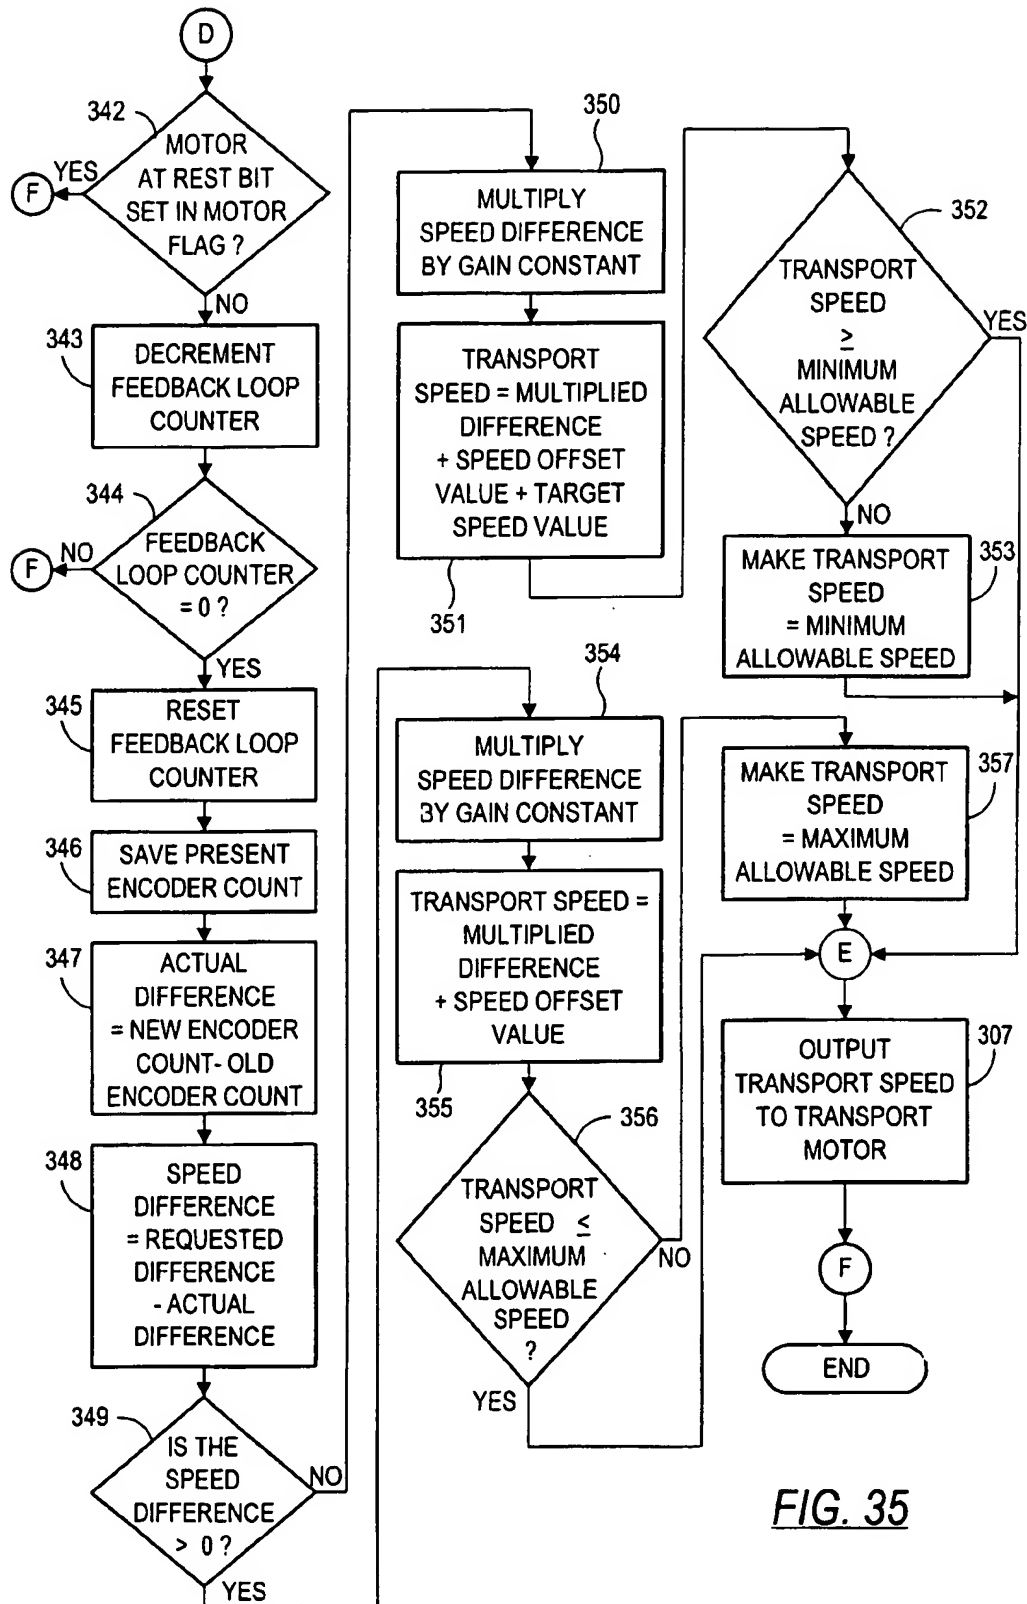 D
342
MOTOR
AT REST BIT
SET IN MOTOR
FLAG ?
YES
F
NO
343
DECREMENT
FEEDBACK LOOP
COUNTER
344
FEEDBACK
LOOP COUNTER
= 0 ?
NO
F
YES
345
RESET
FEEDBACK LOOP
COUNTER
346
SAVE PRESENT
ENCODER COUNT
347
ACTUAL
DIFFERENCE
= NEW ENCODER
COUNT- OLD
ENCODER COUNT
348
SPEED
DIFFERENCE
= REQUESTED
DIFFERENCE
- ACTUAL
DIFFERENCE
349
IS THE
SPEED
DIFFERENCE
> 0 ?
NO
YES
350
MULTIPLY
SPEED DIFFERENCE
BY GAIN CONSTANT
TRANSPORT
SPEED = MULTIPLIED
DIFFERENCE
+ SPEED OFFSET
VALUE + TARGET
SPEED VALUE
351
354
MULTIPLY
SPEED DIFFERENCE
BY GAIN CONSTANT
TRANSPORT SPEED =
MULTIPLIED
DIFFERENCE
+ SPEED OFFSET
VALUE
355
356
TRANSPORT
SPEED ≤
MAXIMUM
ALLOWABLE
SPEED
?
NO
YES
352
TRANSPORT
SPEED
≥
MINIMUM
ALLOWABLE
SPEED ?
YES
NO
353
MAKE TRANSPORT
SPEED
= MINIMUM
ALLOWABLE SPEED
357
MAKE TRANSPORT
SPEED
= MAXIMUM
ALLOWABLE SPEED
E
307
OUTPUT
TRANSPORT SPEED
TO TRANSPORT
MOTOR
F
END
FIG. 35